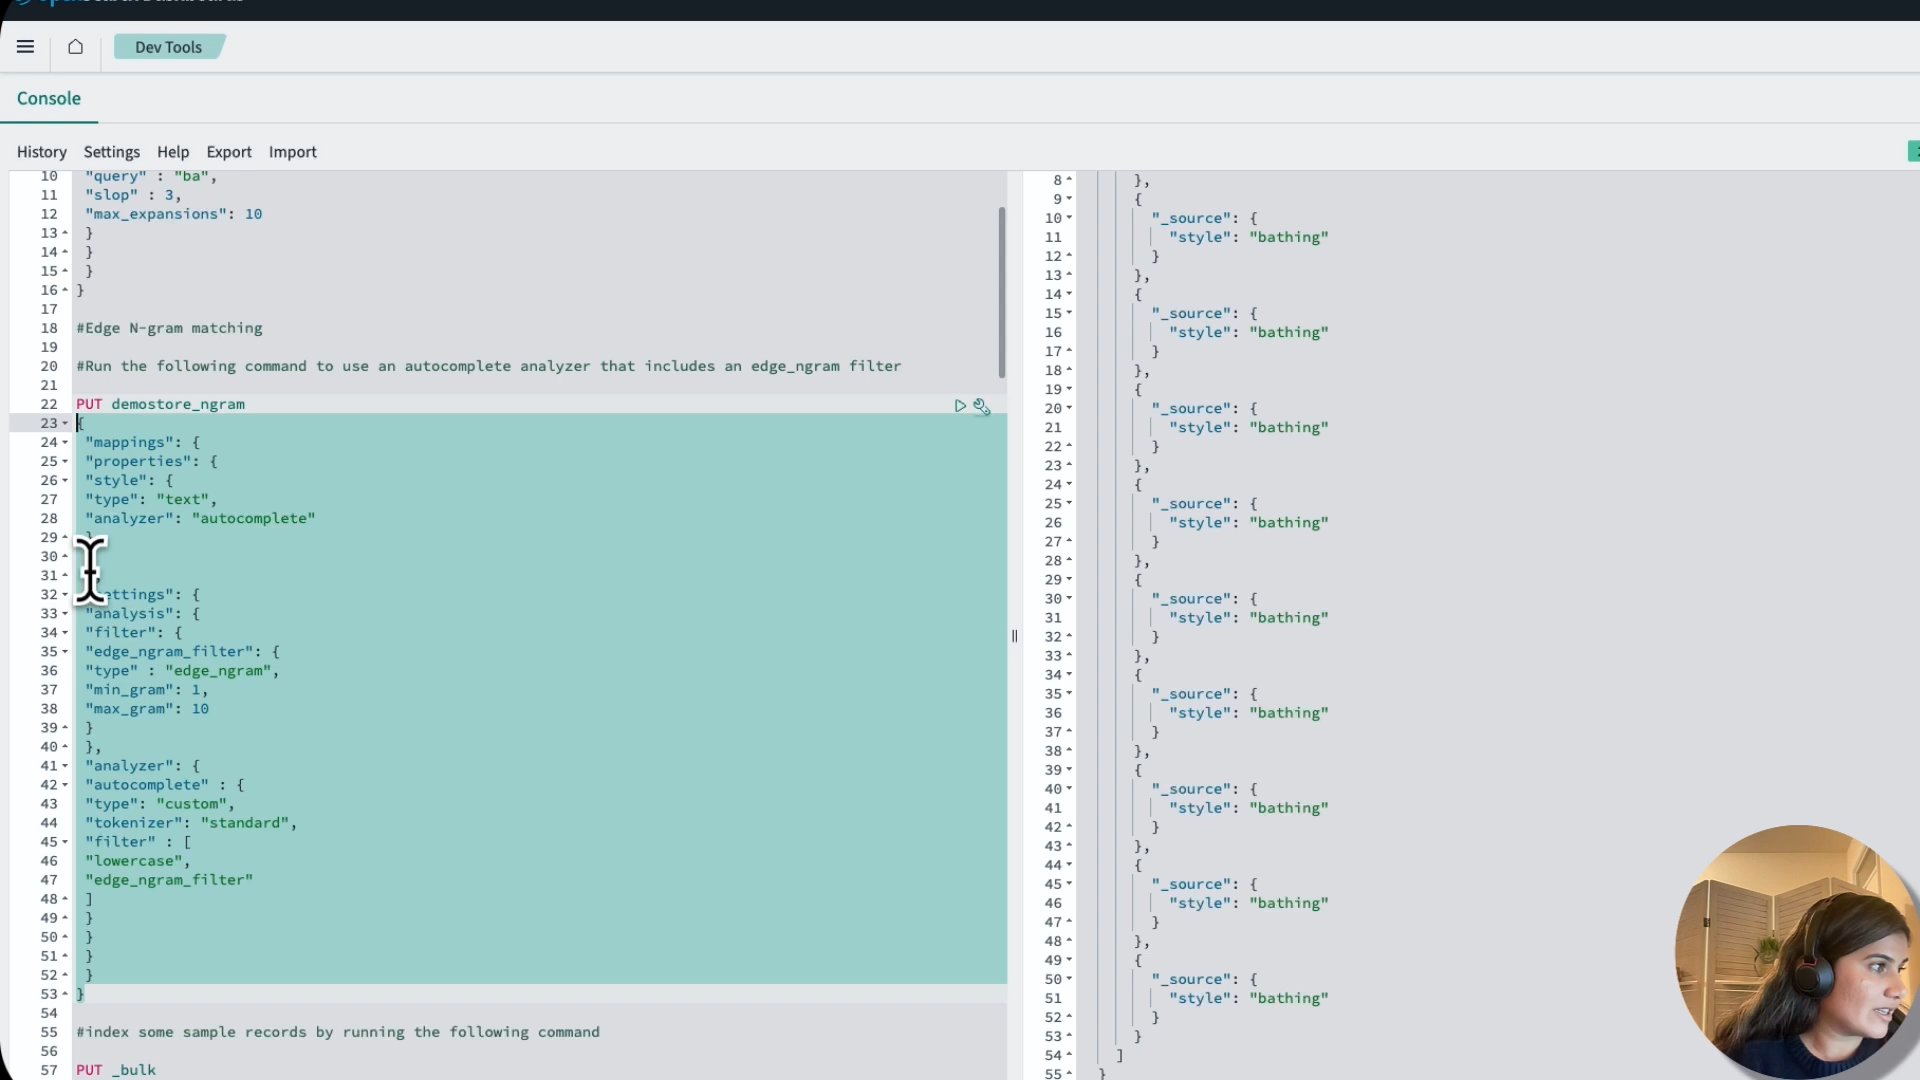 Dev Tools
Console
History Settings Help Export Import
10 "query" : "ba",
11 "slop" : 3,
12 "max_expansions": 10
13 }
14 }
15 }
16 }
17
18 #Edge N-gram matching
19
20 #Run the following command to use an autocomplete analyzer that includes an edge_ngram filter
21
22 PUT demostore_ngram
23 {
24 "mappings": {
25 "properties": {
26 "style": {
27 "type": "text",
28 "analyzer": "autocomplete"
29
30
31
32 ettings": {
33 "analysis": {
34 "filter": {
35 "edge_ngram_filter": {
36 "type" : "edge_ngram",
37 "min_gram": 1,
38 "max_gram": 10
39 }
40 },
41 "analyzer": {
42 "autocomplete" : {
43 "type": "custom",
44 "tokenizer": "standard",
45 "filter" : [
46 "lowercase",
47 "edge_ngram_filter"
48 ]
49 }
50 }
51 }
52 }
53 }
54
55 #index some sample records by running the following command
56
57 PUT _bulk
8 },
9 {
10 "_source": {
11 "style": "bathing"
12 }
13 },
14 {
15 "_source": {
16 "style": "bathing"
17 }
18 },
19 {
20 "_source": {
21 "style": "bathing"
22 }
23 },
24 {
25 "_source": {
26 "style": "bathing"
27 }
28 },
29 {
30 "_source": {
31 "style": "bathing"
32 }
33 },
34 {
35 "_source": {
36 "style": "bathing"
37 }
38 },
39 {
40 "_source": {
41 "style": "bathing"
42 }
43 },
44 {
45 "_source": {
46 "style": "bathing"
47 }
48 },
49 {
50 "_source": {
51 "style": "bathing"
52 }
53 }
54 ]
55 }